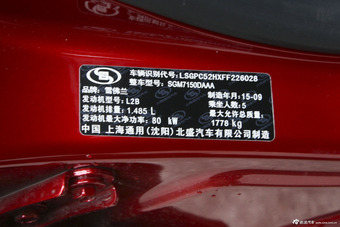 车辆识别代号: LSGPC52HXFF226028
整车型号: SGM7150DAAA
品牌: 雪佛兰 制造年月: 15-09
发动机型号: L2B 乘坐人数: 5
发动机排量: 1.485 L 最大允许总质量:
发动机最大净功率: 80 kW 1778 kg
中国 上海通用(沈阳)北盛汽车有限公司制造